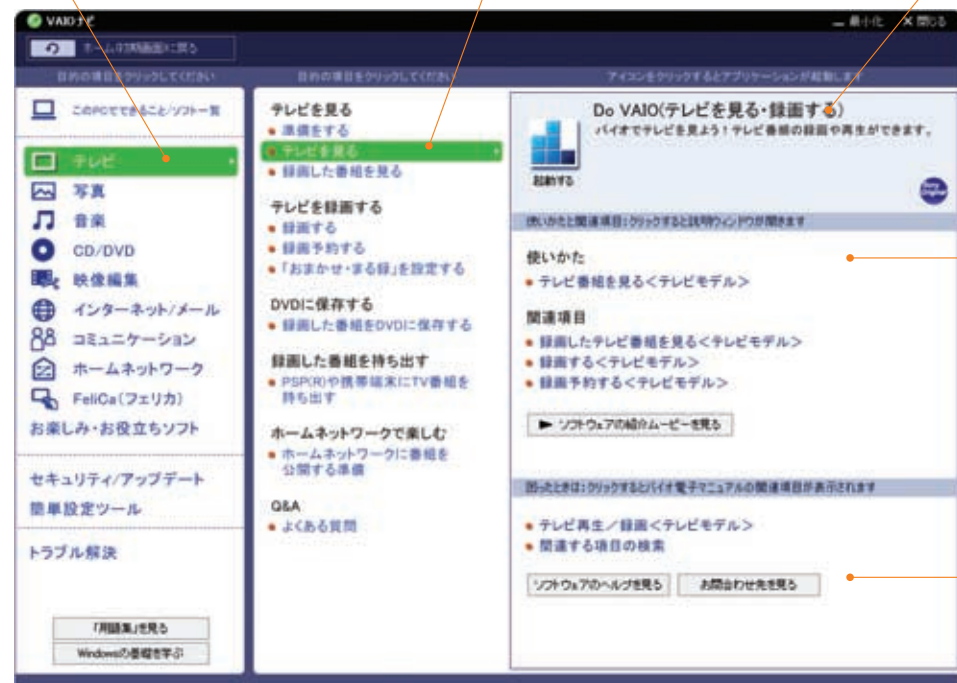 VAIOナビ
最小化
閉じる
ホーム(初期画面)に戻る
目的の項目をクリックしてください
目的の項目をクリックしてください
アイコンをクリックするとアプリケーションが起動します
このPCでできること/ソフト一覧
テレビ
写真
音楽
CD/DVD
映像編集
インターネット/メール
コミュニケーション
ホームネットワーク
FeliCa(フェリカ)
お楽しみ・お役立ちソフト
セキュリティ/アップデート
簡単設定ツール
トラブル解決
「用語集」を見る
Windowsの基礎を学ぶ
テレビを見る
準備をする
テレビを見る
録画した番組を見る
テレビを録画する
録画する
録画予約する
「おまかせ・まる録」を設定する
DVDに保存する
録画した番組をDVDに保存する
録画した番組を持ち出す
PSP(R)や携帯端末にTV番組を
持ち出す
ホームネットワークで楽しむ
ホームネットワークに番組を
公開する準備
Q&A
よくある質問
Do VAIO(テレビを見る・録画する)
バイオでテレビを見よう!テレビ番組の録画や再生ができます。
起動する
使いかたと関連項目:クリックすると説明ウィンドウが開きます
使いかた
テレビ番組を見る<テレビモデル>
関連項目
録画したテレビ番組を見る<テレビモデル>
録画する<テレビモデル>
録画予約する<テレビモデル>
ソフトウェアの紹介ムービーを見る
困ったときは:クリックするとバイオ電子マニュアルの関連項目が表示されます
テレビ再生/録画<テレビモデル>
関連する項目の検索
ソフトウェアのヘルプを見る
お問合わせ先を見る